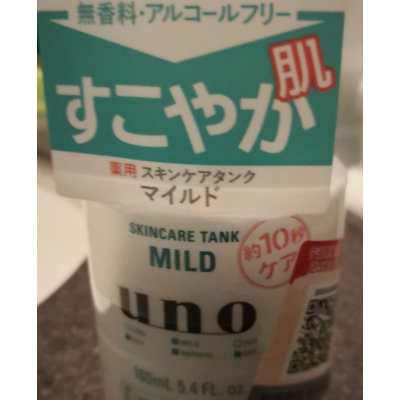 無香料・アルコールフリー
すこやか肌
薬用 スキンケアタンク
マイルド
SKINCARE TANK
MILD
約10秒
ケア
uno
MILD
NORMAL
160mL 5.4 FL. oz